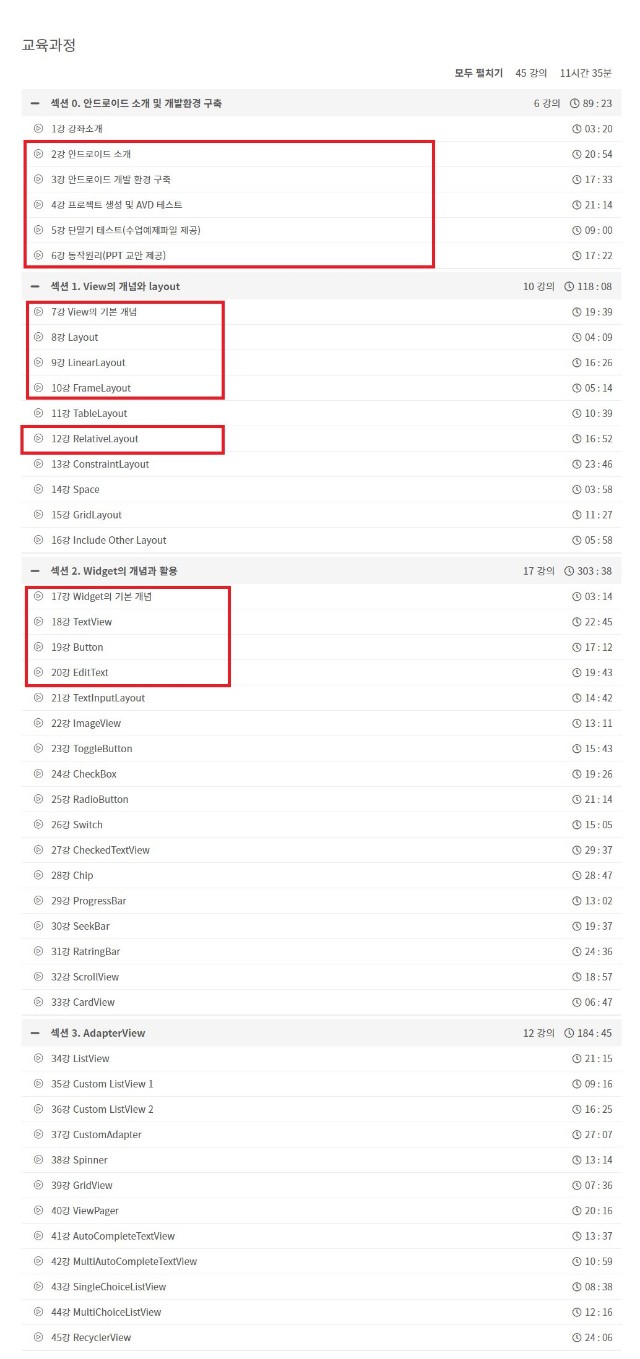 교육과정
모두 펼치기 45 강의 11시간 35분
섹션 0. 안드로이드 소개 및 개발환경 구축 6 강의 89 : 23
1강 강좌소개 03 : 20
2강 안드로이드 소개 20 : 54
3강 안드로이드 개발 환경 구축 17 : 33
4강 프로젝트 생성 및 AVD 테스트 21 : 14
5강 단말기 테스트(수업예제파일 제공) 09 : 00
6강 동작원리(PPT 교안 제공) 17 : 22
섹션 1. View의 개념와 layout 10 강의 118 : 08
7강 View의 기본 개념 19 : 39
8강 Layout 04 : 09
9강 LinearLayout 16 : 26
10강 FrameLayout 05 : 14
11강 TableLayout 10 : 39
12강 RelativeLayout 16 : 52
13강 ConstraintLayout 23 : 46
14강 Space 03 : 58
15강 GridLayout 11 : 27
16강 Include Other Layout 05 : 58
섹션 2. Widget의 개념과 활용 17 강의 303 : 38
17강 Widget의 기본 개념 03 : 14
18강 TextView 22 : 45
19강 Button 17 : 12
20강 EditText 19 : 43
21강 TextInputLayout 14 : 42
22강 ImageView 13 : 11
23강 ToggleButton 15 : 43
24강 CheckBox 19 : 26
25강 RadioButton 21 : 14
26강 Switch 15 : 05
27강 CheckedTextView 29 : 37
28강 Chip 28 : 47
29강 ProgressBar 13 : 02
30강 SeekBar 19 : 37
31강 RatringBar 24 : 36
32강 ScrollView 18 : 57
33강 CardView 06 : 47
섹션 3. AdapterView 12 강의 184 : 45
34강 ListView 21 : 15
35강 Custom ListView 1 09 : 16
36강 Custom ListView 2 16 : 25
37강 CustomAdapter 27 : 07
38강 Spinner 13 : 14
39강 GridView 07 : 36
40강 ViewPager 20 : 16
41강 AutoCompleteTextView 13 : 37
42강 MultiAutoCompleteTextView 10 : 59
43강 SingleChoiceListView 08 : 38
44강 MultiChoiceListView 12 : 16
45강 RecyclerView 24 : 06